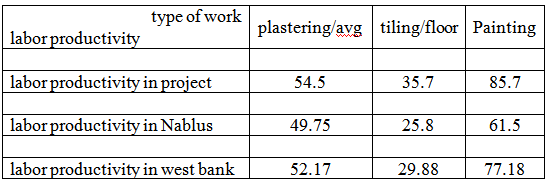 type of work
labor productivity
plastering/avg
tiling/floor
Painting
labor productivity in project 54.5 35.7 85.7
labor productivity in Nablus 49.75 25.8 61.5
labor productivity in west bank 52.17 29.88 77.18